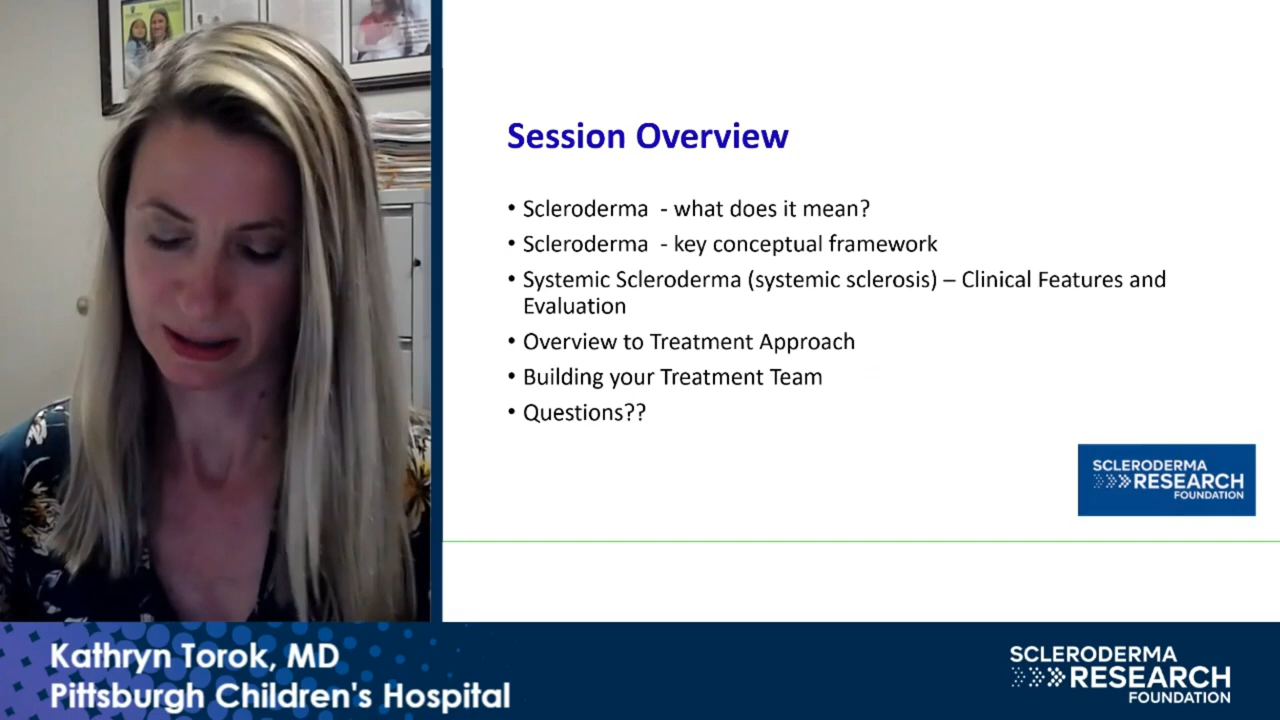 Session Overview
• Scleroderma - what does it mean?
• Scleroderma - key conceptual framework
• Systemic Scleroderma (systemic sclerosis) – Clinical Features and
Evaluation
• Overview to Treatment Approach
• Building your Treatment Team
• Questions??
SCLERODERMA
RESEARCH
FOUNDATION
Kathryn Torok, MD
Pittsburgh Children's Hospital
SCLERODERMA
RESEARCH
FOUNDATION